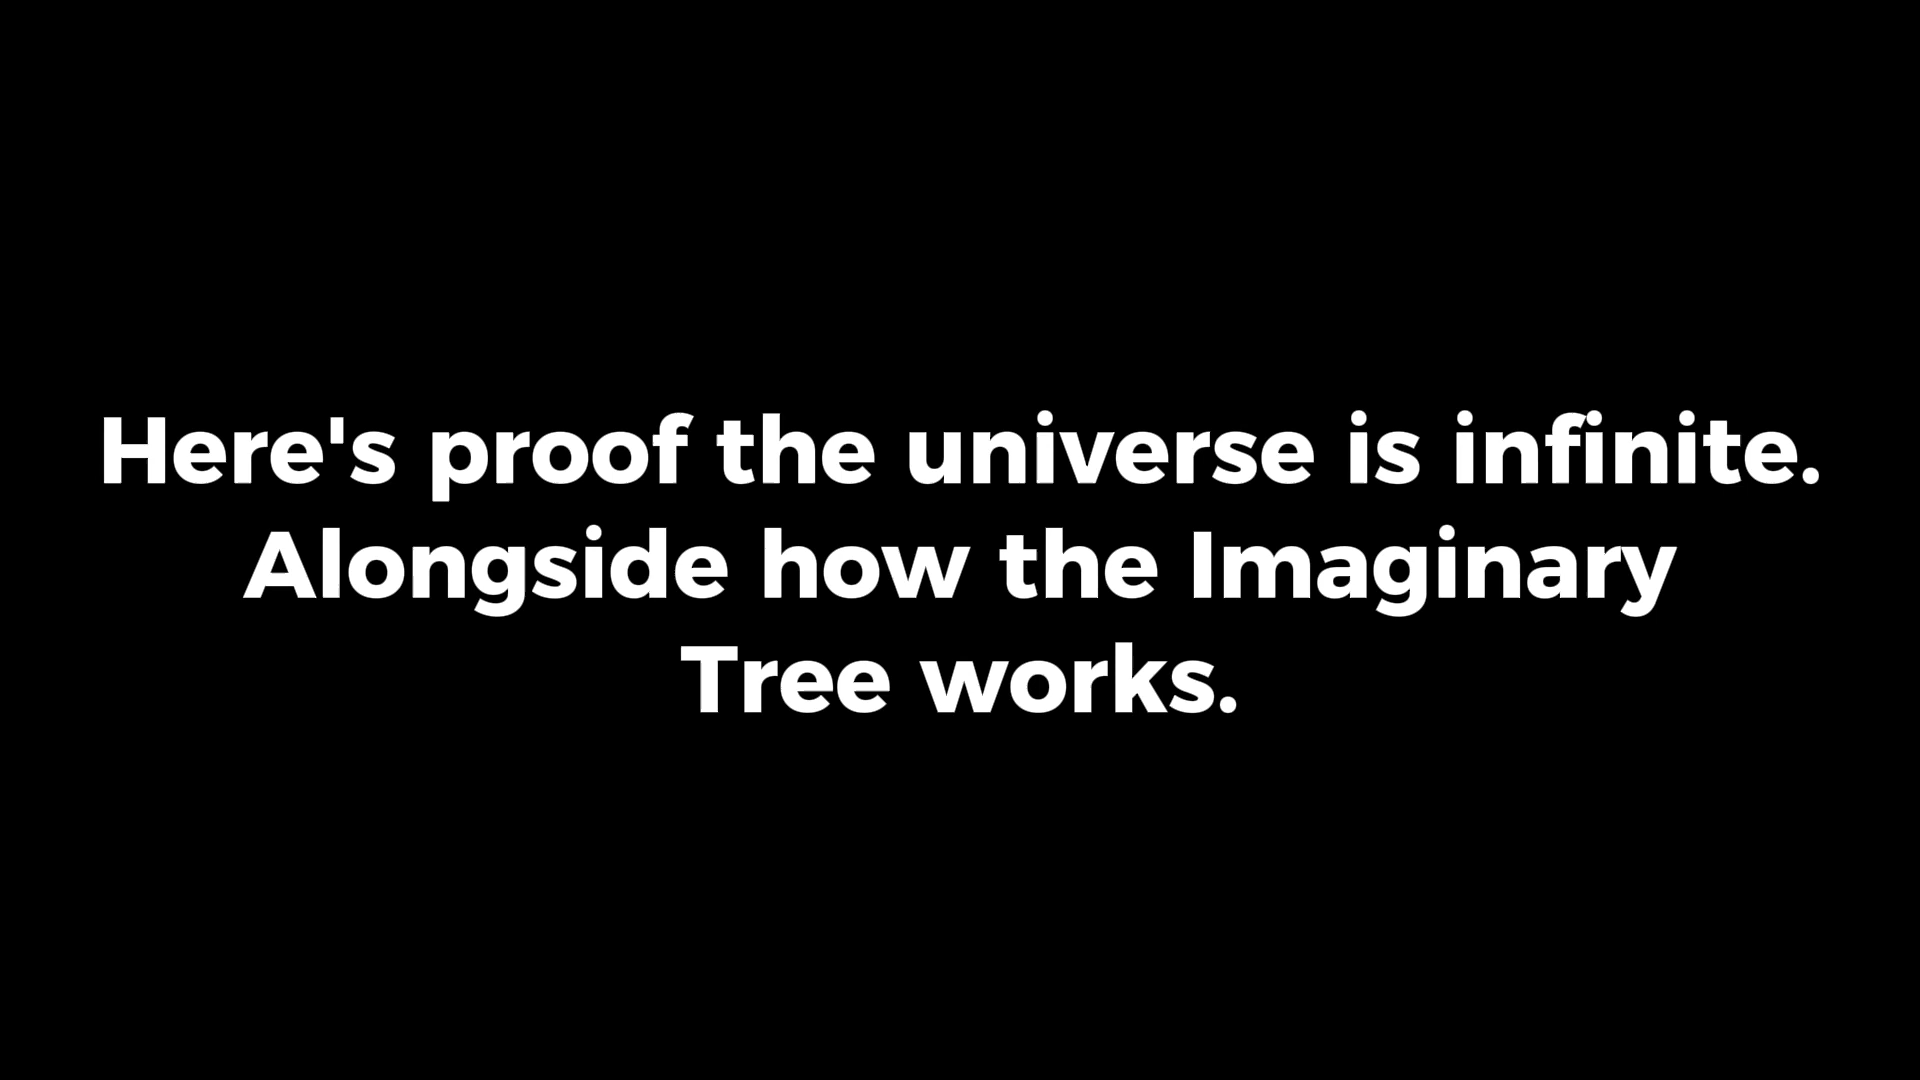 Here's proof the universe is infinite.
Alongside how the Imaginary
Tree works.